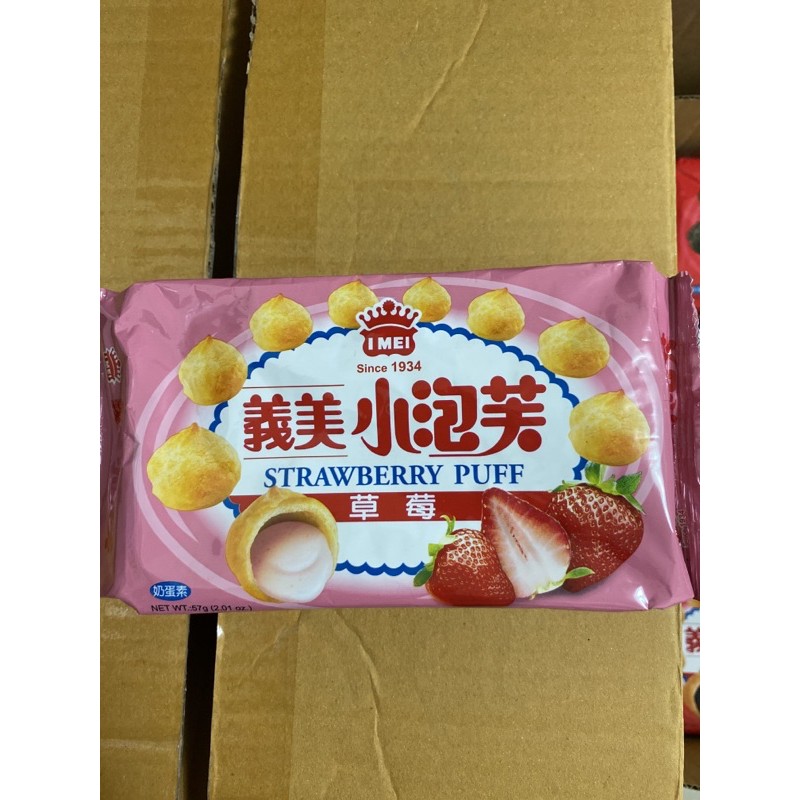 I MEI
Since 1934
義美小泡芙
STRAWBERRY PUFF
草莓
奶蛋素
NET WT.:57g (2.01 oz.)
義